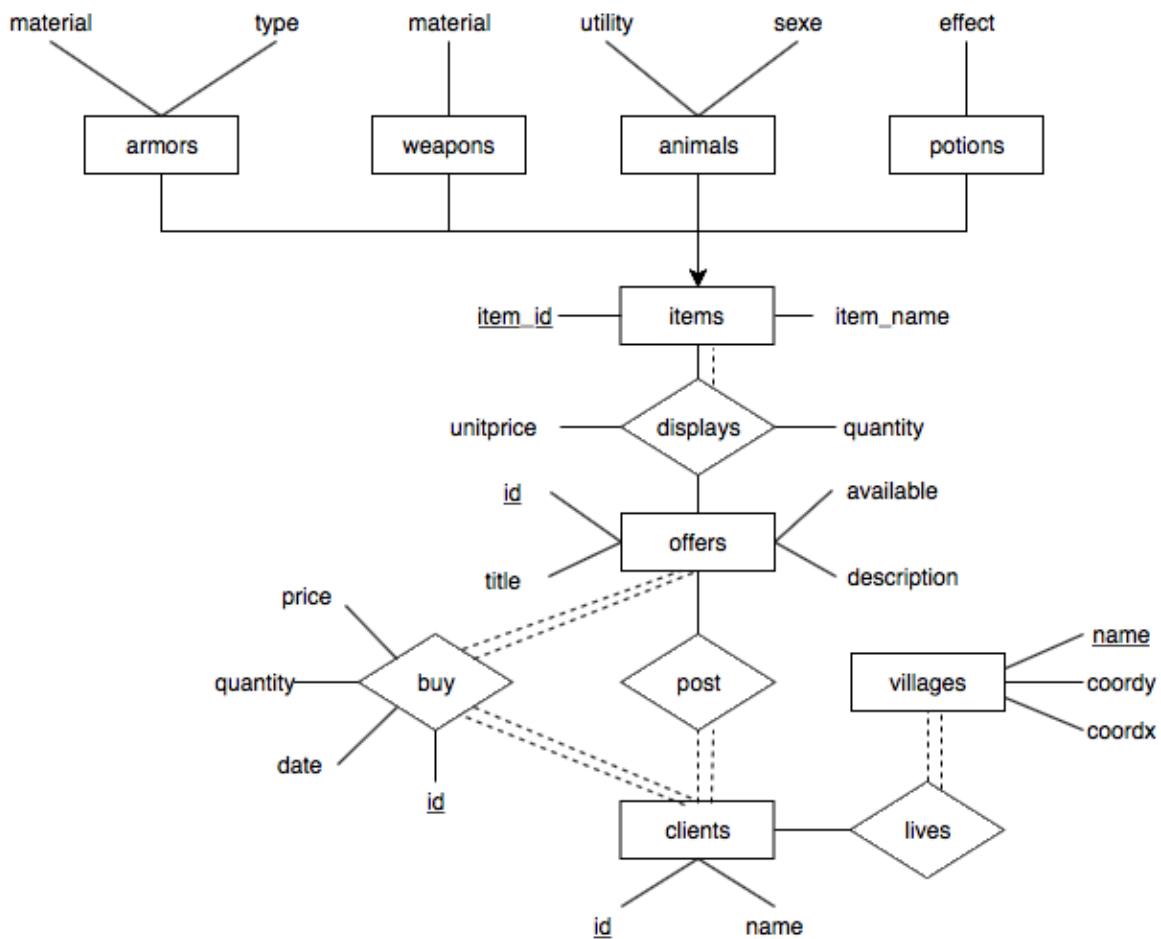 material
type
material
utility
sexe
effect
armors
weapons
animals
potions
item_id
items
item_name
unitprice
displays
quantity
id
available
offers
title
description
price
name
quantity
buy
post
villages
coordy
coordx
date
id
clients
lives
id
name